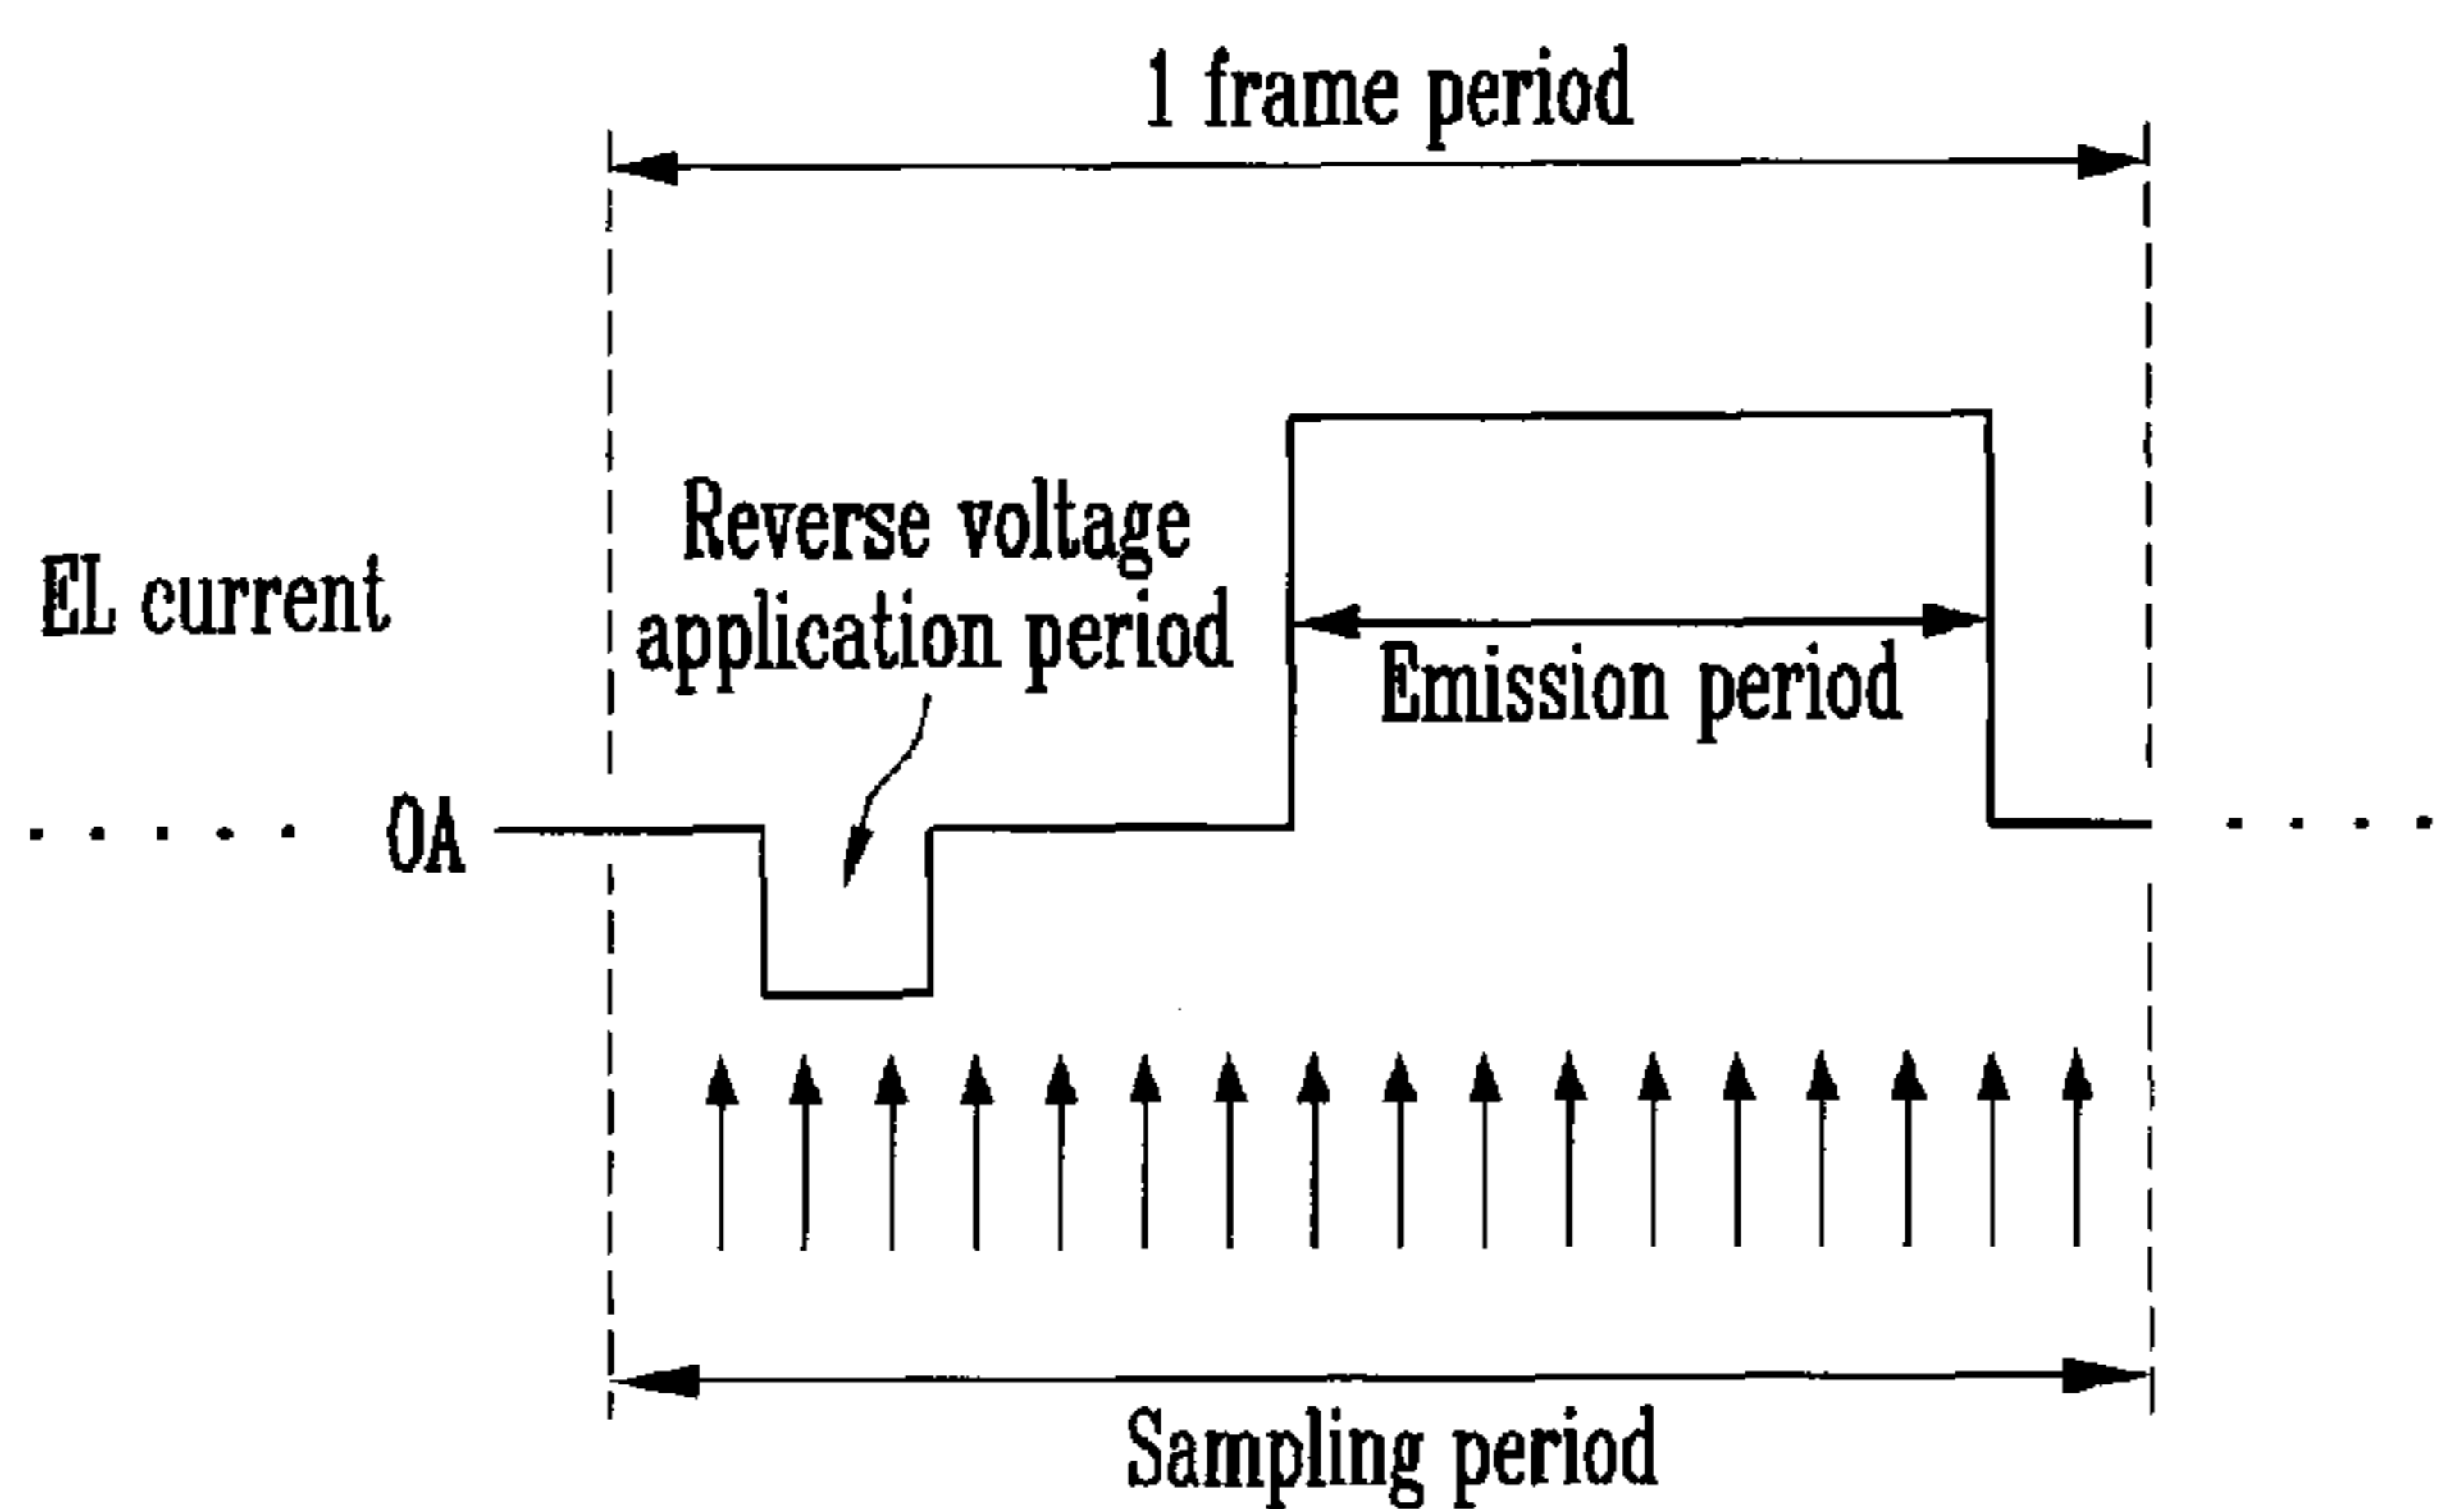 1 frame period
Reverse voltage
application period
EL current
Emission period
0A
Sampling period